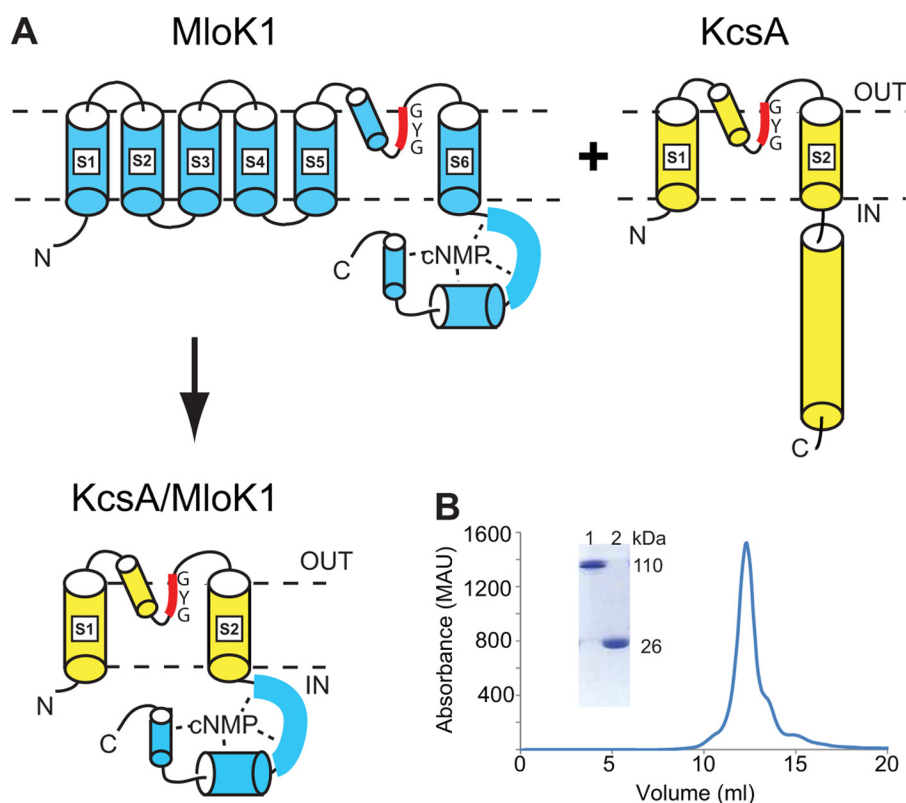 A
MloK1
KcsA
S1 S2 S3 S4 S5 G Y G S6
+
S1 G Y G S2
OUT
IN
N
C
cNMP
N
C
KcsA/MloK1
OUT
S1 G Y G S2
IN
N
C
cNMP
B
1 2 kDa
110
26
Absorbance (MAU)
1600
1200
800
400
0 5 10 15 20
Volume (ml)